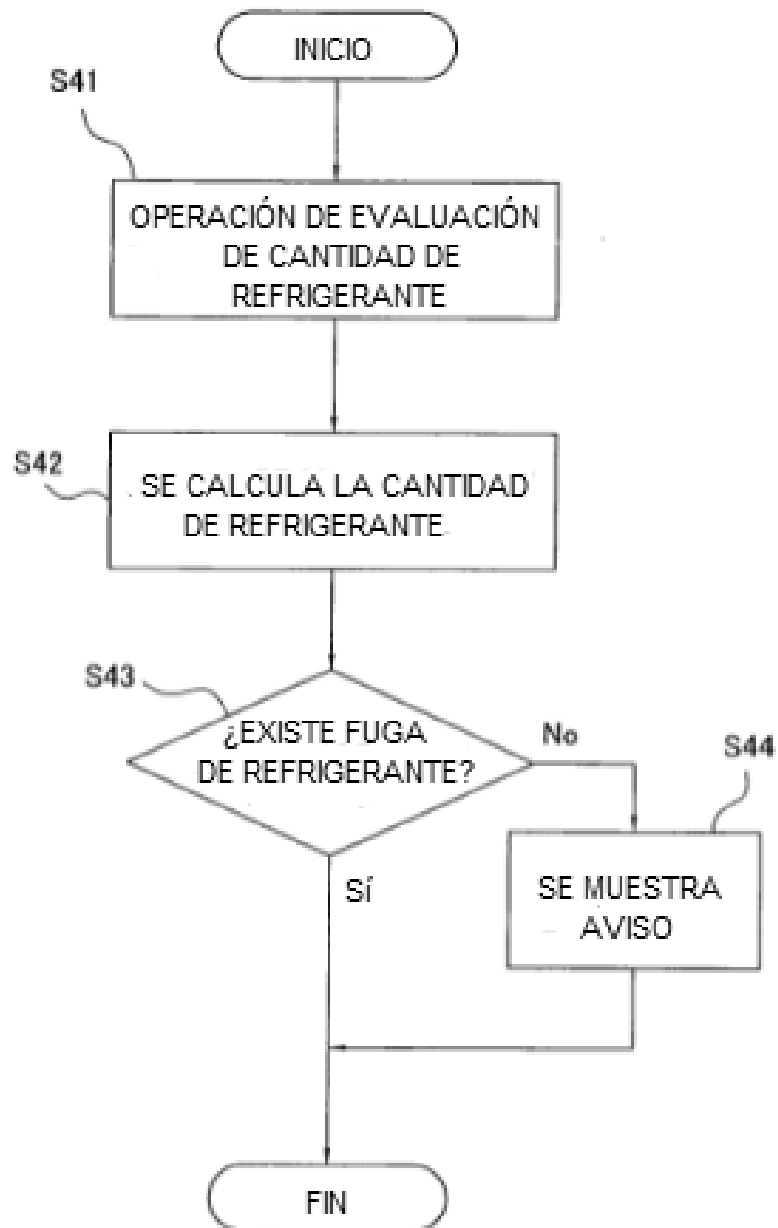 INICIO
S41
OPERACIÓN DE EVALUACIÓN
DE CANTIDAD DE
REFRIGERANTE
S42
SE CALCULA LA CANTIDAD
DE REFRIGERANTE
S43
¿EXISTE FUGA
DE REFRIGERANTE?
No
S44
SE MUESTRA
AVISO
Sí
FIN